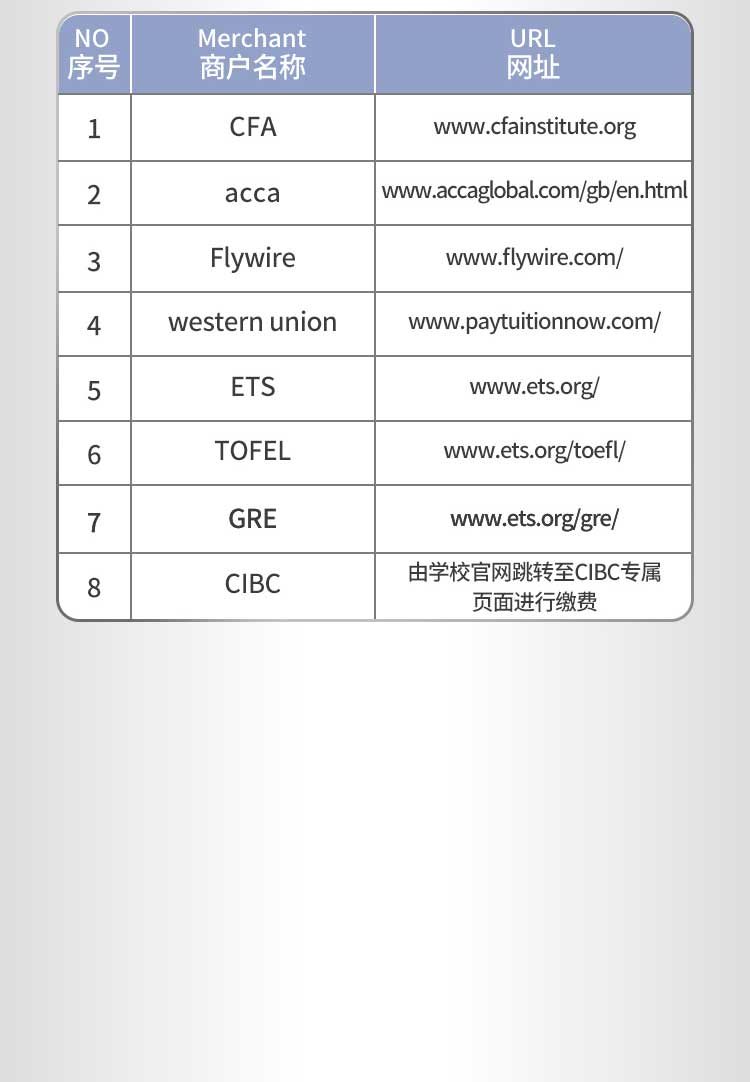 NO Merchant URL
序号 商户名称 网址
1 CFA www.cfainstitute.org
2 acca www.accaglobal.com/gb/en.html
3 Flywire www.flywire.com/
4 western union www.paytuitionnow.com/
5 ETS www.ets.org/
6 TOFEL www.ets.org/toefl/
7 GRE www.ets.org/gre/
8 CIBC 由学校官网跳转至CIBC专属
页面进行缴费